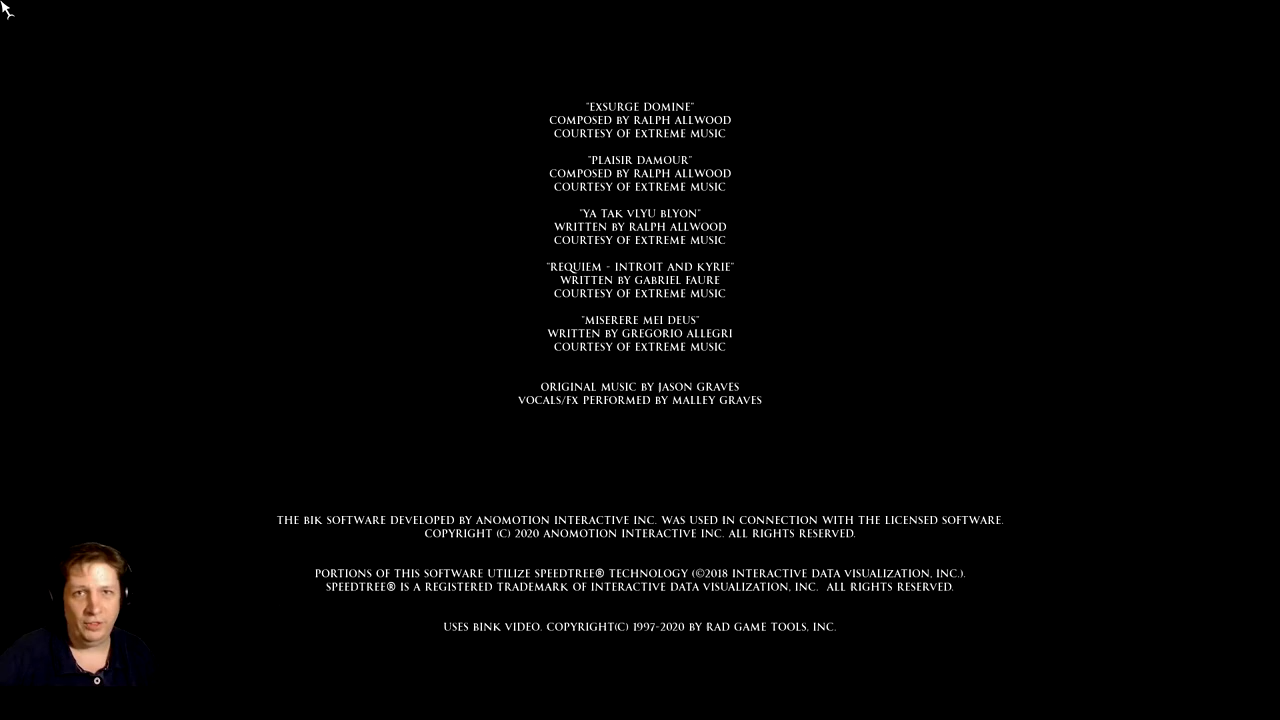 "EXSURGE DOMINE"
COMPOSED BY RALPH ALLWOOD
COURTESY OF EXTREME MUSIC
"PLAISIR DAMOUR"
COMPOSED BY RALPH ALLWOOD
COURTESY OF EXTREME MUSIC
"YA TAK VLYU BLYON"
WRITTEN BY RALPH ALLWOOD
COURTESY OF EXTREME MUSIC
"REQUIEM - INTROIT AND KYRIE"
WRITTEN BY GABRIEL FAURE
COURTESY OF EXTREME MUSIC
"MISERERE MEI DEUS"
WRITTEN BY GREGORIO ALLEGRI
COURTESY OF EXTREME MUSIC
ORIGINAL MUSIC BY JASON GRAVES
VOCALS/FX PERFORMED BY MALLEY GRAVES
THE BIK SOFTWARE DEVELOPED BY ANOMOTION INTERACTIVE INC. WAS USED IN CONNECTION WITH THE LICENSED SOFTWARE.
COPYRIGHT (C) 2020 ANOMOTION INTERACTIVE INC. ALL RIGHTS RESERVED.
PORTIONS OF THIS SOFTWARE UTILIZE SPEEDTREE® TECHNOLOGY (©2018 INTERACTIVE DATA VISUALIZATION, INC.).
SPEEDTREE® IS A REGISTERED TRADEMARK OF INTERACTIVE DATA VISUALIZATION, INC. ALL RIGHTS RESERVED.
USES BINK VIDEO. COPYRIGHT(C) 1997-2020 BY RAD GAME TOOLS, INC.